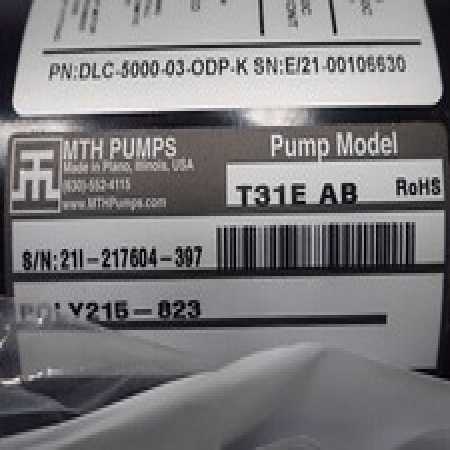 PN:DLC-5000-03-ODP-K SN:E/21-00106630
MTH PUMPS
Made in Plano, Illinois, USA
(630)-552-4115
www.MTHPumps.com
Pump Model
T31E AB
RoHS
S/N:21I-217604-397
POLY215-823